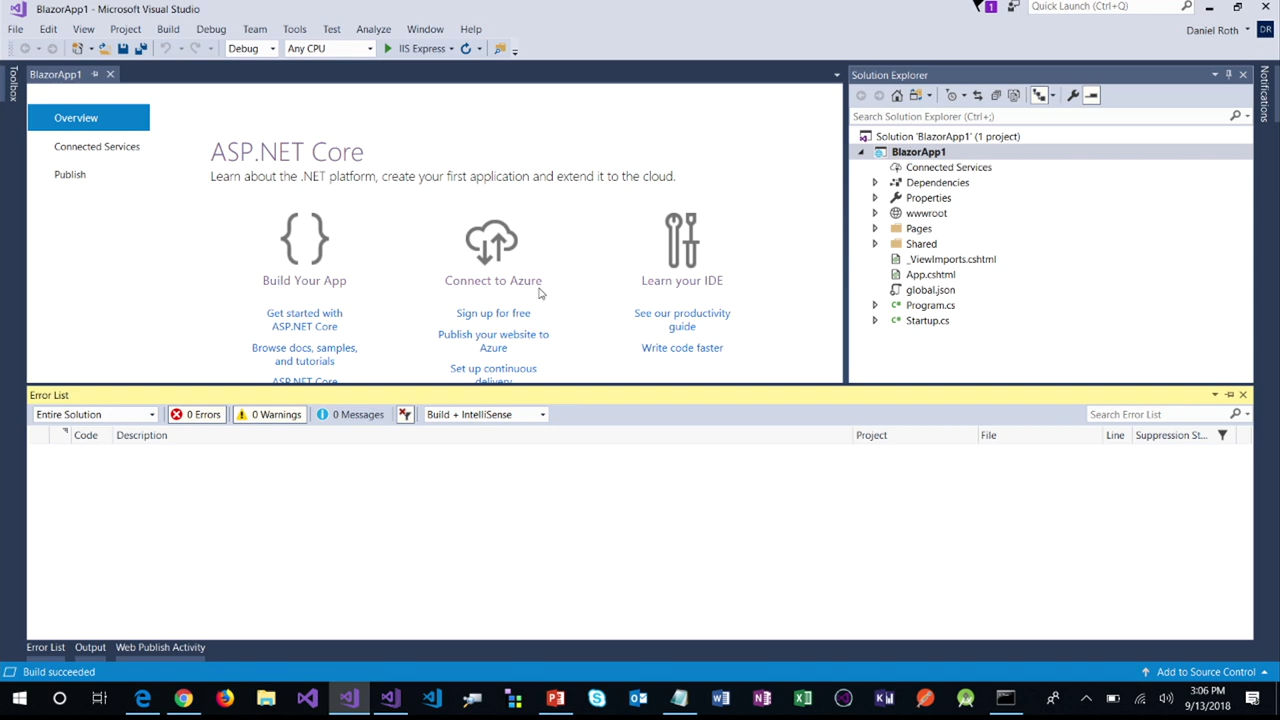 BlazorApp1 - Microsoft Visual Studio
1
Quick Launch (Ctrl+Q)
File Edit View Project Build Debug Team Tools Test Analyze Window Help
Daniel Roth
DR
Debug Any CPU IIS Express
Toolbox
BlazorApp1
Overview
Connected Services
Publish
ASP.NET Core
Learn about the .NET platform, create your first application and extend it to the cloud.
Build Your App
Get started with
ASP.NET Core
Browse docs, samples,
and tutorials
ASP.NET Core
Connect to Azure
Sign up for free
Publish your website to
Azure
Set up continuous
delivery
Learn your IDE
See our productivity
guide
Write code faster
Solution Explorer
Search Solution Explorer (Ctrl+;)
Solution 'BlazorApp1' (1 project)
BlazorApp1
Connected Services
Dependencies
Properties
wwwroot
Pages
Shared
_ViewImports.cshtml
App.cshtml
global.json
C# Program.cs
C# Startup.cs
Notifications
Error List
Entire Solution 0 Errors 0 Warnings 0 Messages Build + IntelliSense Search Error List
Code Description Project File Line Suppression St...
Error List Output Web Publish Activity
Build succeeded
Add to Source Control
3:06 PM
9/13/2018